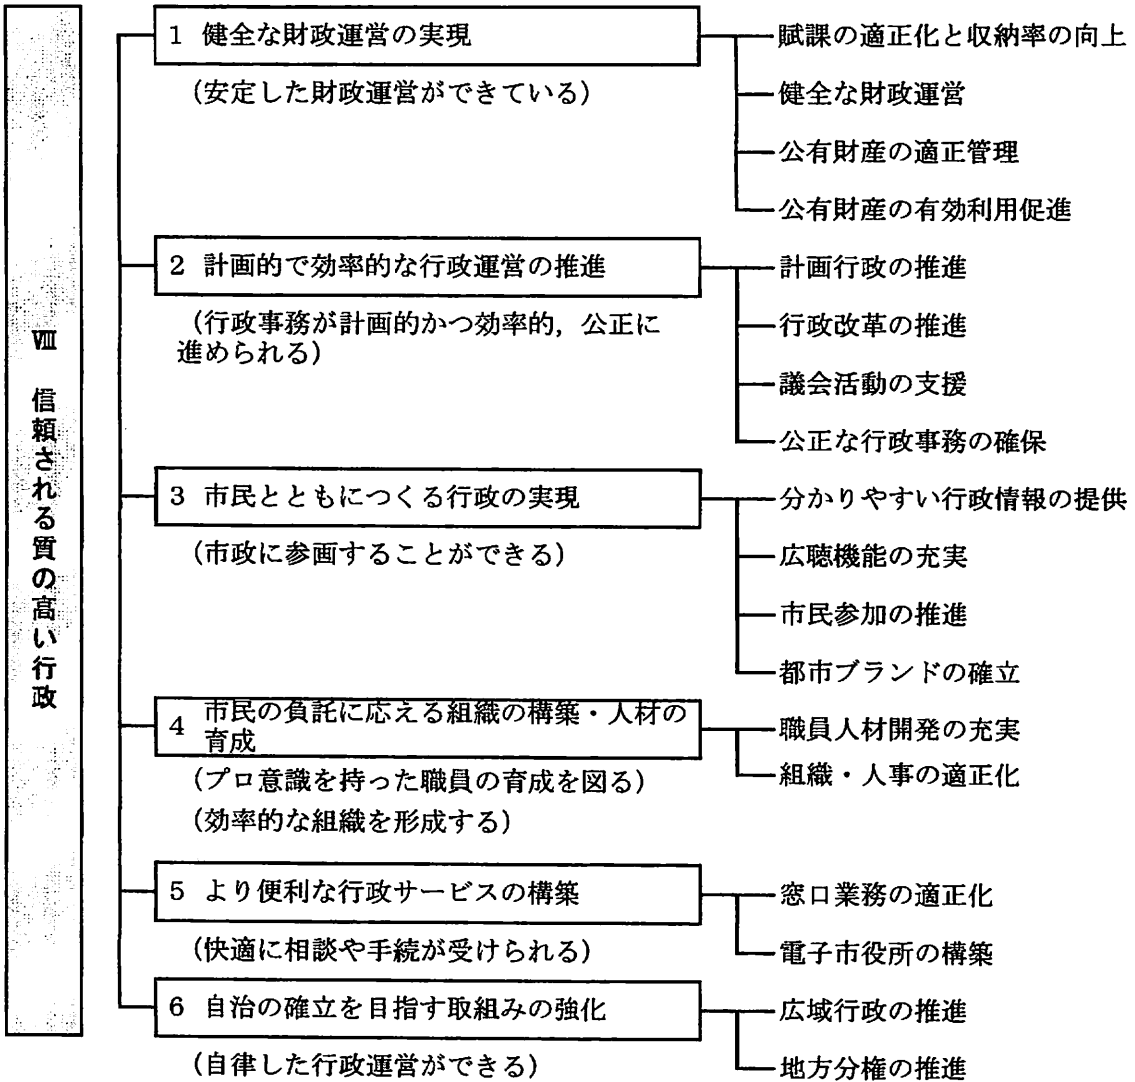 Ⅷ 信頼される質の高い行政
1 健全な財政運営の実現
(安定した財政運営ができている)
賦課の適正化と収納率の向上
健全な財政運営
公有財産の適正管理
公有財産の有効利用促進
2 計画的で効率的な行政運営の推進
(行政事務が計画的かつ効率的，公正に
進められる)
計画行政の推進
行政改革の推進
議会活動の支援
公正な行政事務の確保
3 市民とともにつくる行政の実現
(市政に参画することができる)
分かりやすい行政情報の提供
広聴機能の充実
市民参加の推進
都市ブランドの確立
4 市民の負託に応える組織の構築・人材の
育成
(プロ意識を持った職員の育成を図る)
(効率的な組織を形成する)
職員人材開発の充実
組織・人事の適正化
5 より便利な行政サービスの構築
(快適に相談や手続が受けられる)
窓口業務の適正化
電子市役所の構築
6 自治の確立を目指す取組みの強化
(自律した行政運営ができる)
広域行政の推進
地方分権の推進